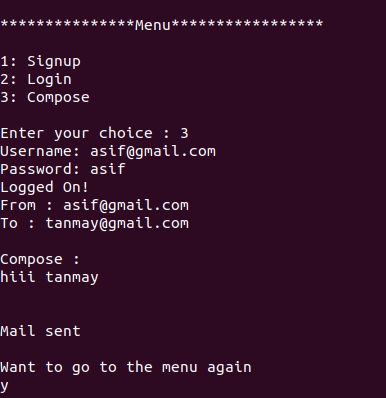 ***************Menu*****************
1: Signup
2: Login
3: Compose
Enter your choice : 3
Username: asif@gmail.com
Password: asif
Logged On!
From : asif@gmail.com
To : tanmay@gmail.com
Compose :
hiii tanmay
Mail sent
Want to go to the menu again
y